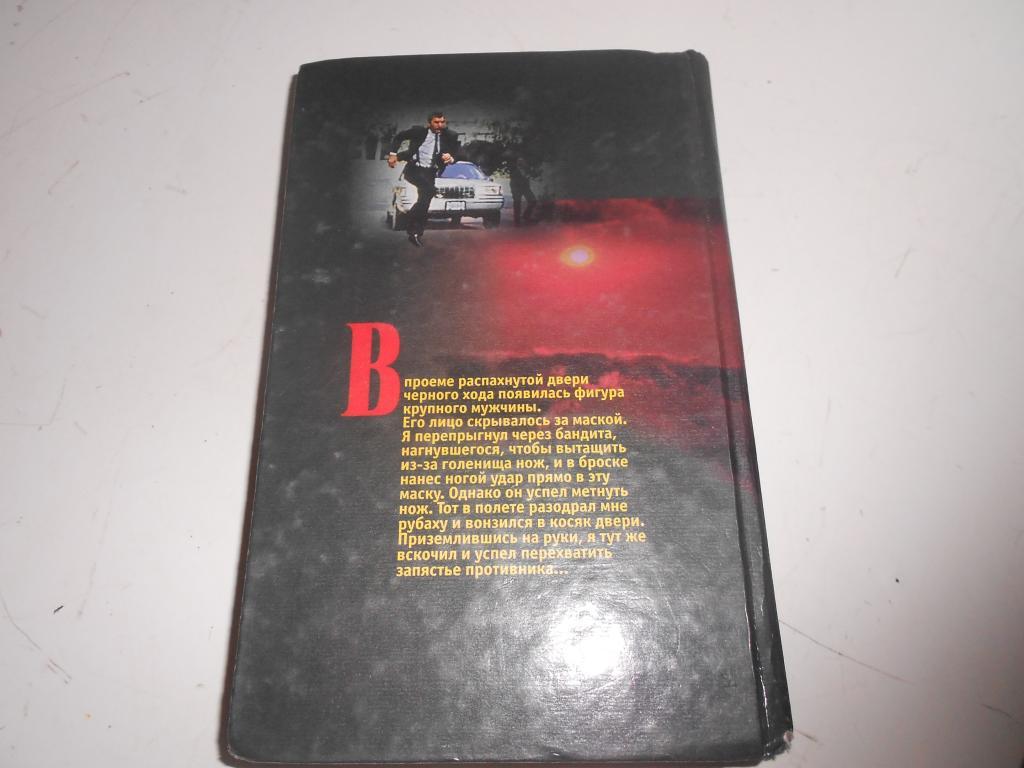 В проеме распахнутой двери
черного хода появилась фигура
крупного мужчины.
Его лицо скрывалось за маской.
Я перепрыгнул через бандита,
нагнувшегося, чтобы вытащить
из-за голенища нож, и в броске
нанес ногой удар прямо в эту
маску. Однако он успел метнуть
нож. Тот в полете разодрал мне
рубаху и вонзился в косяк двери.
Приземлившись на руки, я тут же
вскочил и успел перехватить
запястье противника...